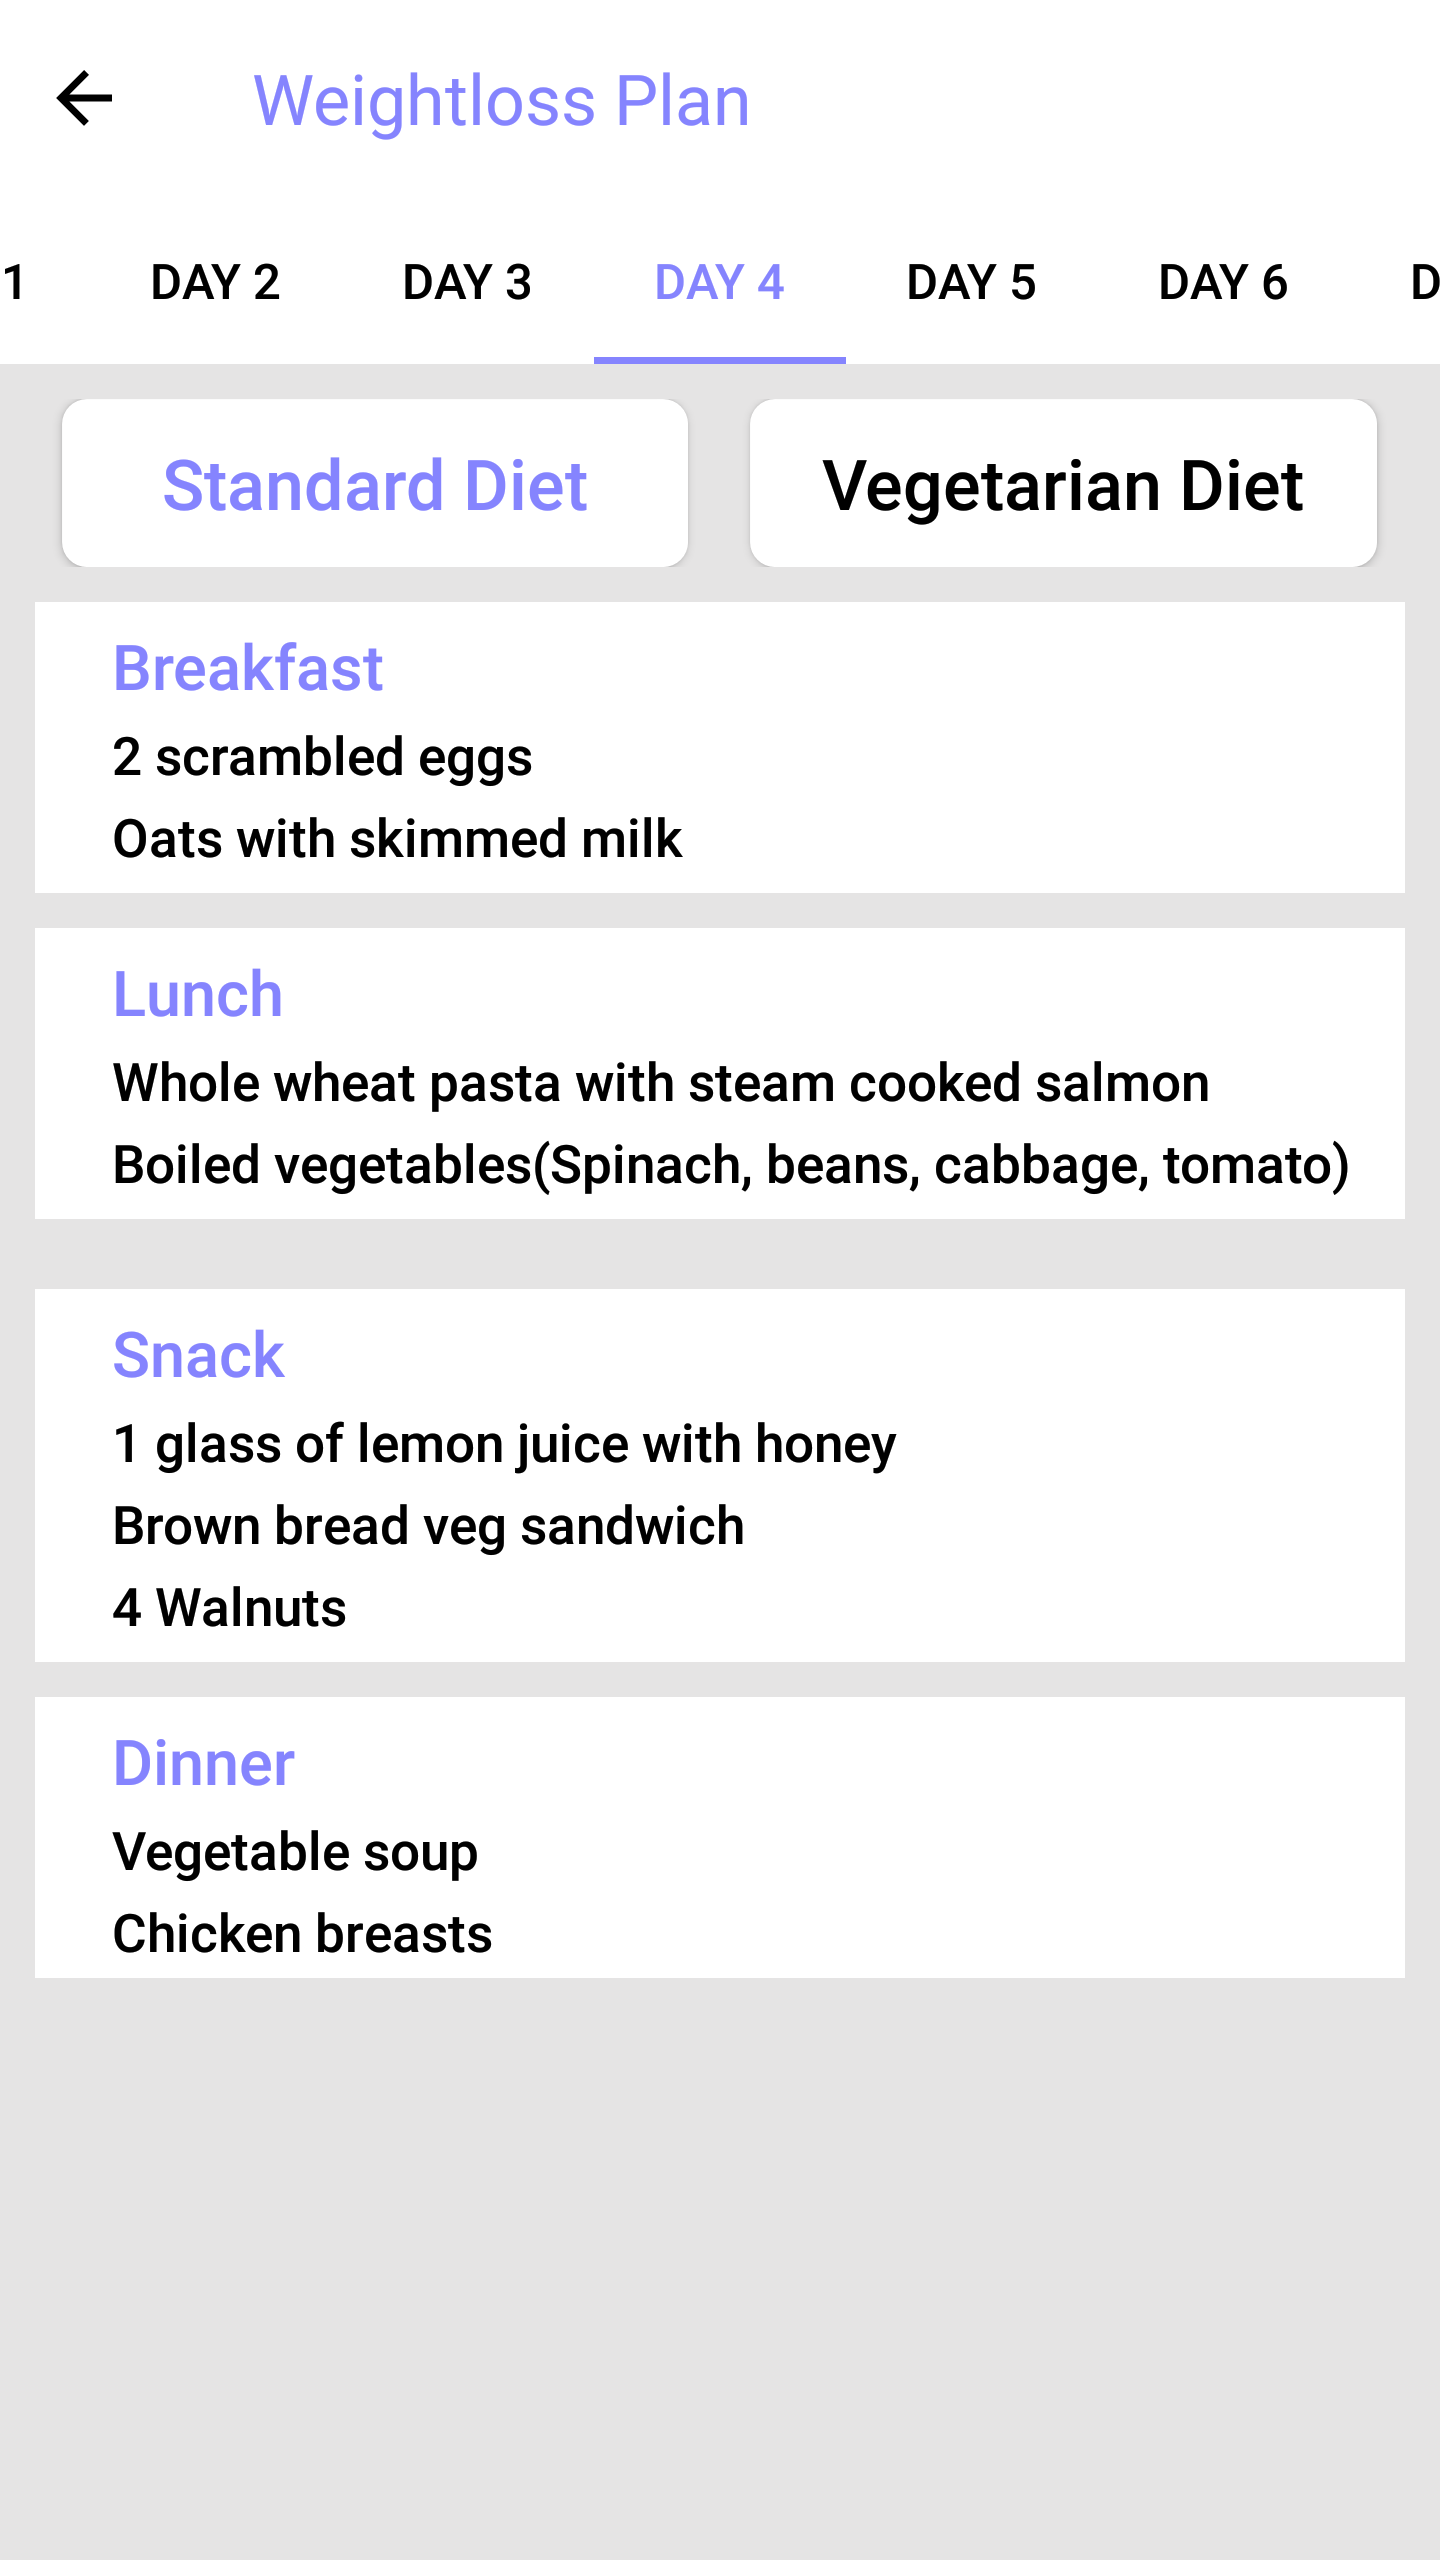 Weightloss Plan
1 DAY 2 DAY 3 DAY 4 DAY 5 DAY 6 D
Standard Diet Vegetarian Diet
Breakfast
2 scrambled eggs
Oats with skimmed milk
Lunch
Whole wheat pasta with steam cooked salmon
Boiled vegetables(Spinach, beans, cabbage, tomato)
Snack
1 glass of lemon juice with honey
Brown bread veg sandwich
4 Walnuts
Dinner
Vegetable soup
Chicken breasts